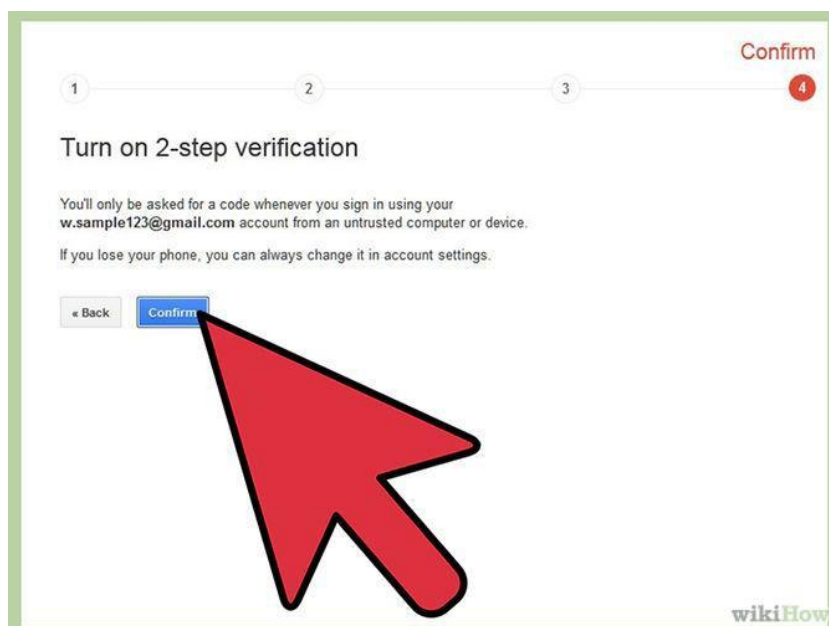 Confirm
1 2 3 4
Turn on 2-step verification
You'll only be asked for a code whenever you sign in using your
w.sample123@gmail.com account from an untrusted computer or device.
If you lose your phone, you can always change it in account settings.
« Back Confirm
wikiHow